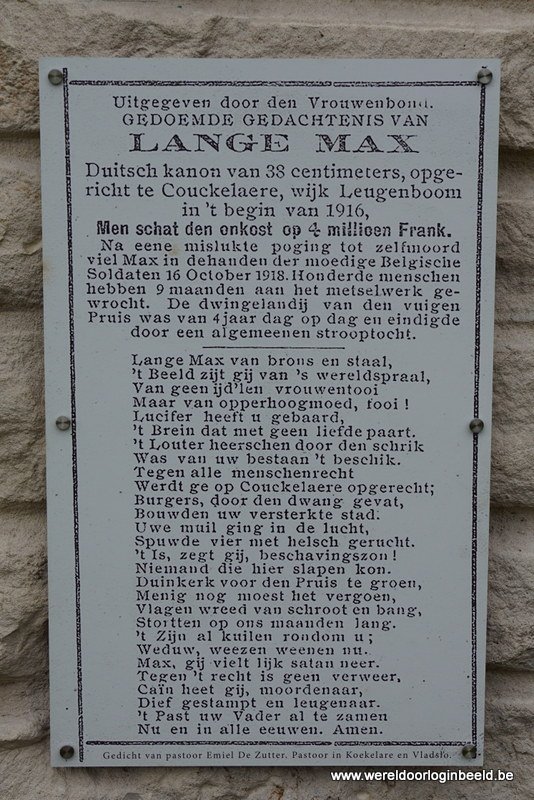 Uitgegeven door den Vrouwenbond.
GEDOEMDE GEDACHTENIS VAN
LANGE MAX
Duitsch kanon van 38 centimeters, opge-
richt te Couckelaere, wijk Leugenboom
in 't begin van 1916,
Men schat den onkost op 4 millioen Frank.
Na eene mislukte poging tot zelfmoord
viel Max in dehanden der moedige Belgische
Soldaten 16 October 1918. Honderde menschen
hebben 9 maanden aan het metselwerk ge-
wrocht. De dwingelandij van den vuigen
Pruis was van 4 jaar dag op dag en eindigde
door een algemeenen strooptocht.
Lange Max van brons en staal,
't Beeld zijt gij van 's wereldspraal,
Van geen ijd'len vrouwentooi
Maar van opperhoogmoed, fooi !
Lucifer heeft u gebaard,
't Brein dat met geen liefde paart.
't Louter heerschen door den schrik
Was van uw bestaan 't beschik.
Tegen alle menschenrecht
Werdt ge op Couckelaere opgerecht;
Burgers, door den dwang gevat,
Bouwden uw versterkte stad.
Uwe muil ging in de lucht,
Spuwde vier met helsch gerucht.
't Is, zegt gij, beschavingszon !
Niemand die hier slapen kon.
Duinkerk voor den Pruis te groen,
Menig nog moest het vergoen,
Vlagen wreed van schroot en bang,
Stortten op ons maanden lang.
't Zijn al kuilen rondom u ;
Weduw, weezen weenen nu.
Max, gij vielt lijk satan neer.
Tegen 't recht is geen verweer,
Caïn heet gij, moordenaar,
Dief gestampt en leugenaar.
't Past uw Vader al te zamen
Nu en in alle eeuwen. Amen.
Gedicht van pastoor Emiel De Zutter. Pastoor in Koekelare en Vladslo.
www.wereldoorloginbeeld.be